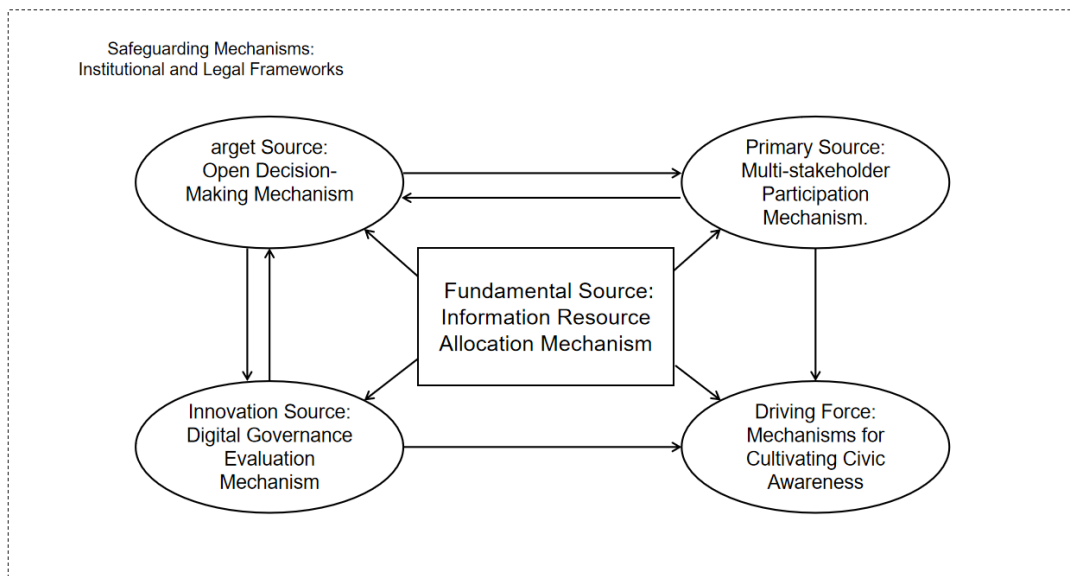 Safeguarding Mechanisms:
Institutional and Legal Frameworks
arget Source:
Open Decision-
Making Mechanism
Primary Source:
Multi-stakeholder
Participation
Mechanism.
Fundamental Source:
Information Resource
Allocation Mechanism
Innovation Source:
Digital Governance
Evaluation
Mechanism
Driving Force:
Mechanisms for
Cultivating Civic
Awareness